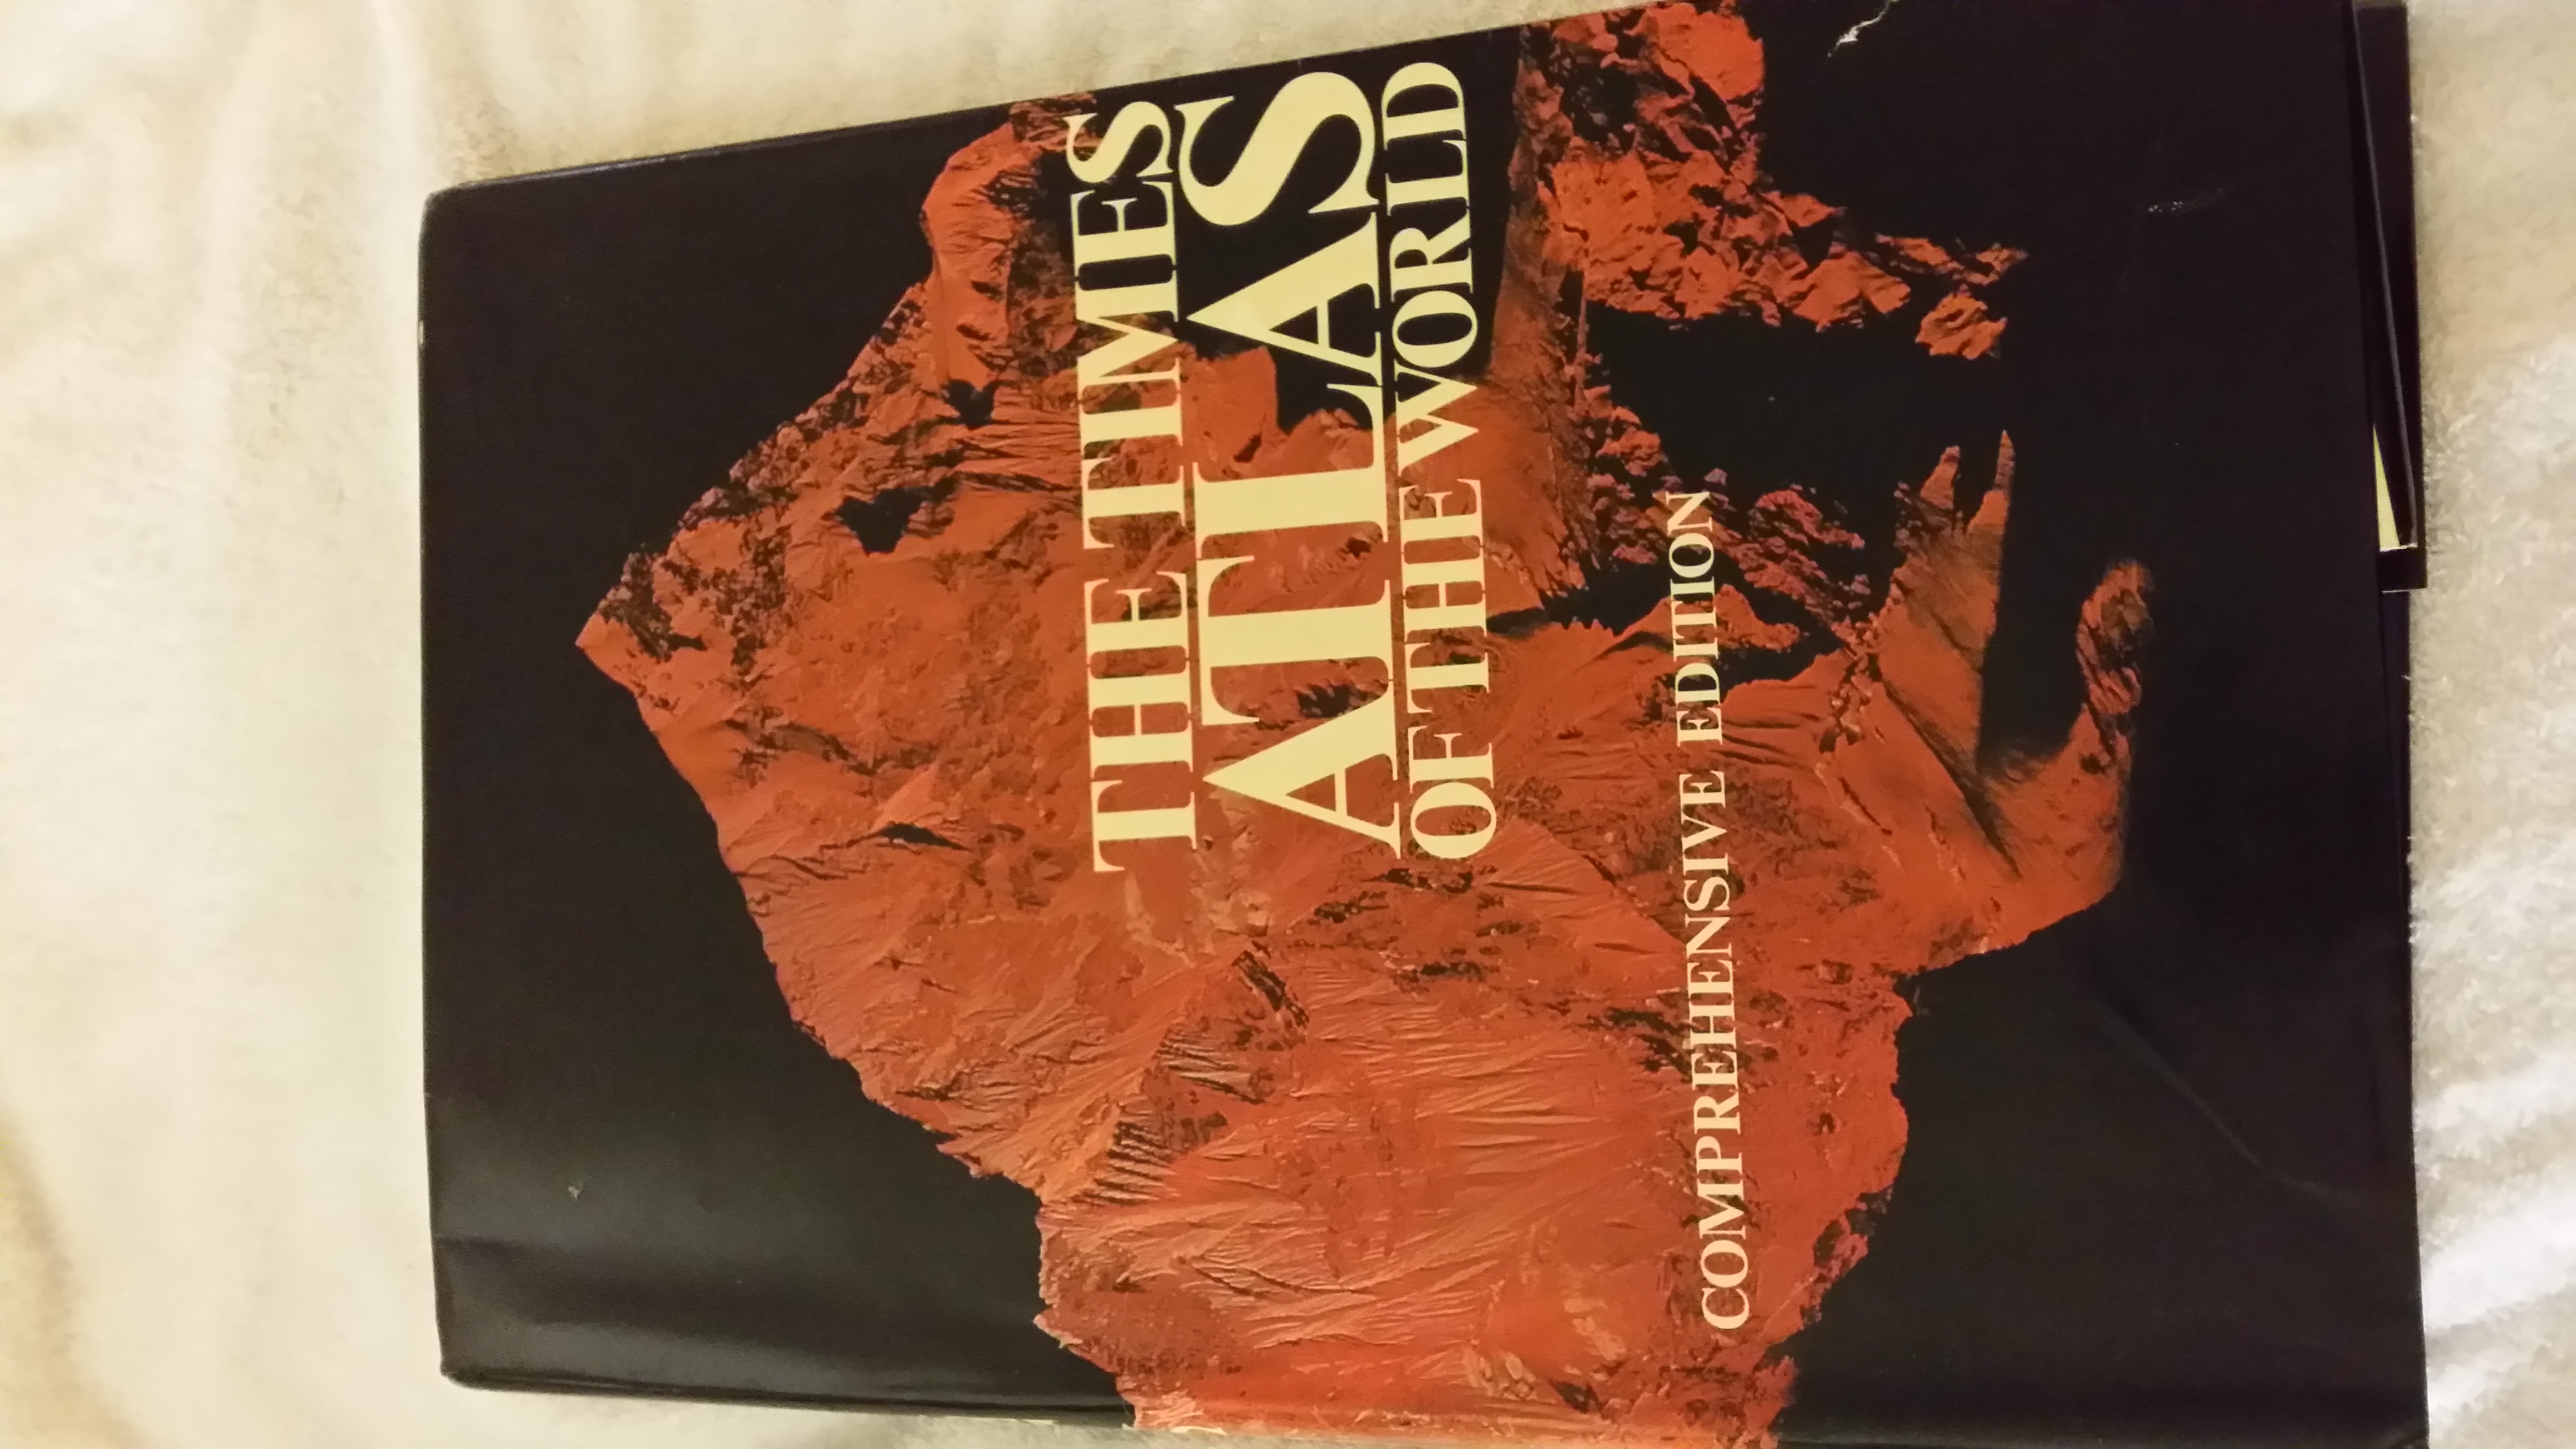 THE TIMES
ATLAS
OF THE WORLD
COMPREHENSIVE EDITION